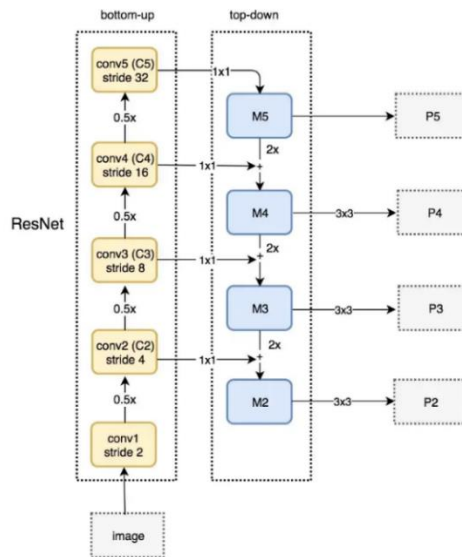 bottom-up
top-down
conv5 (C5)
stride 32
1x1
M5
P5
0.5x
2x
conv4 (C4)
stride 16
1x1
+
M4
3x3
P4
ResNet
0.5x
2x
conv3 (C3)
stride 8
1x1
+
M3
3x3
P3
0.5x
2x
conv2 (C2)
stride 4
1x1
+
M2
3x3
P2
0.5x
conv1
stride 2
image